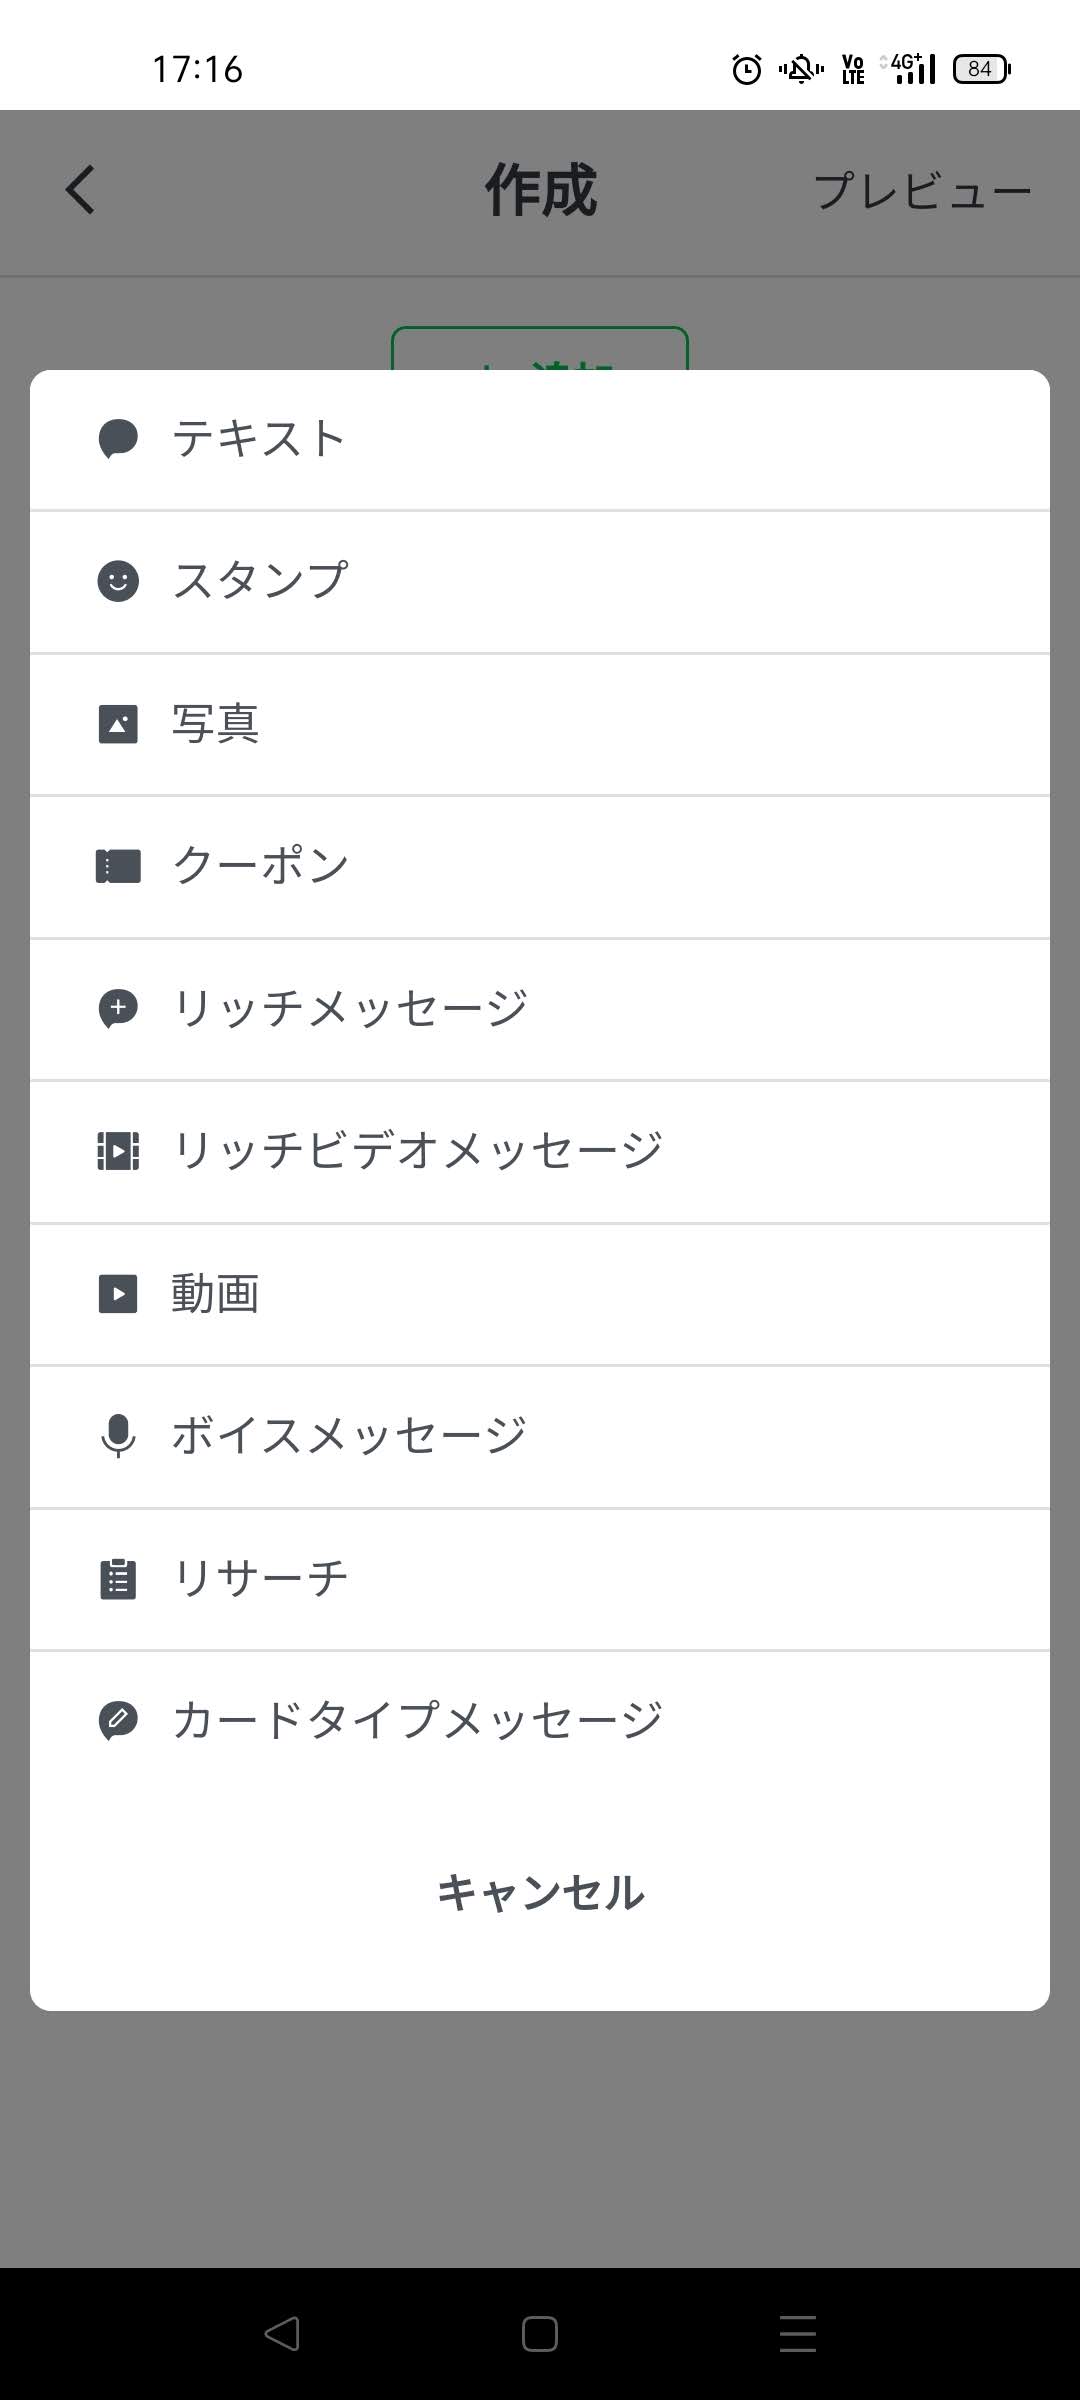 17:16
Vo LTE 4G+ 84
作成
プレビュー
追加
テキスト
スタンプ
写真
クーポン
リッチメッセージ
リッチビデオメッセージ
動画
ボイスメッセージ
リサーチ
カードタイプメッセージ
キャンセル